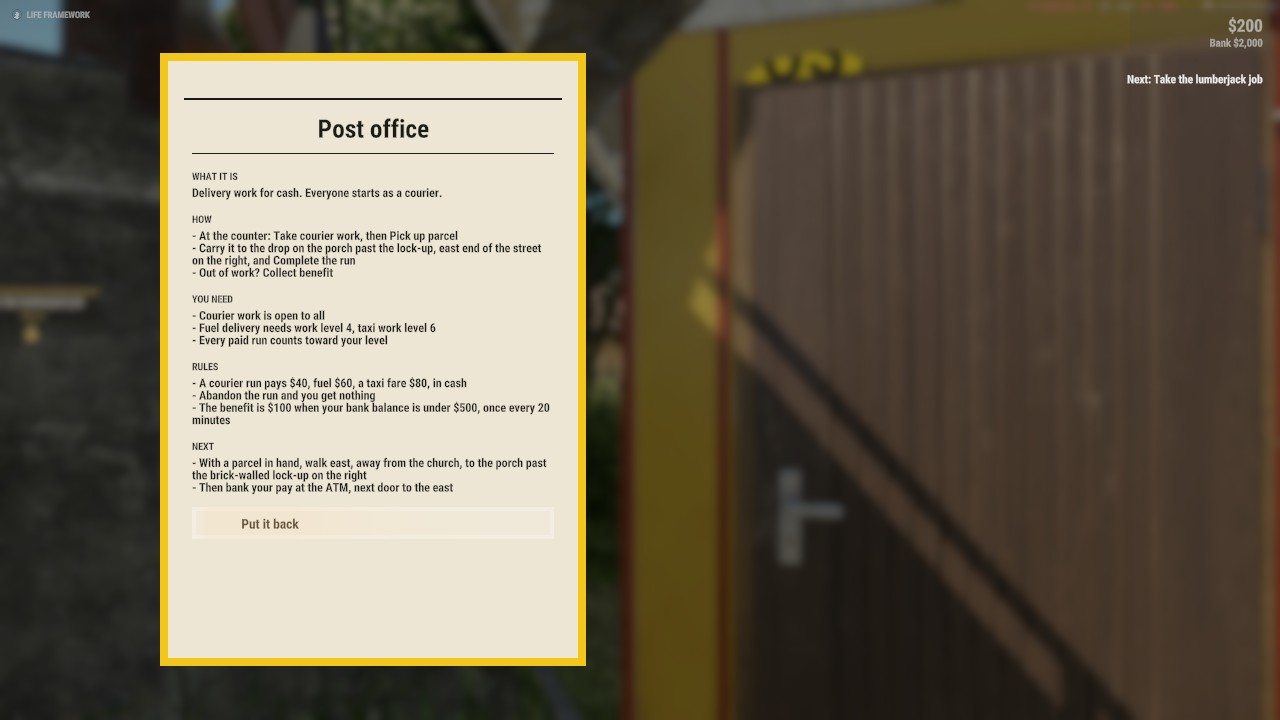 LIFE FRAMEWORK
$200
Bank $2,000
Next: Take the lumberjack job
Post office
WHAT IT IS
Delivery work for cash. Everyone starts as a courier.
HOW
- At the counter: Take courier work, then Pick up parcel
- Carry it to the drop on the porch past the lock-up, east end of the street
on the right, and Complete the run
- Out of work? Collect benefit
YOU NEED
- Courier work is open to all
- Fuel delivery needs work level 4, taxi work level 6
- Every paid run counts toward your level
RULES
- A courier run pays $40, fuel $60, a taxi fare $80, in cash
- Abandon the run and you get nothing
- The benefit is $100 when your bank balance is under $500, once every 20
minutes
NEXT
- With a parcel in hand, walk east, away from the church, to the porch past
the brick-walled lock-up on the right
- Then bank your pay at the ATM, next door to the east
Put it back